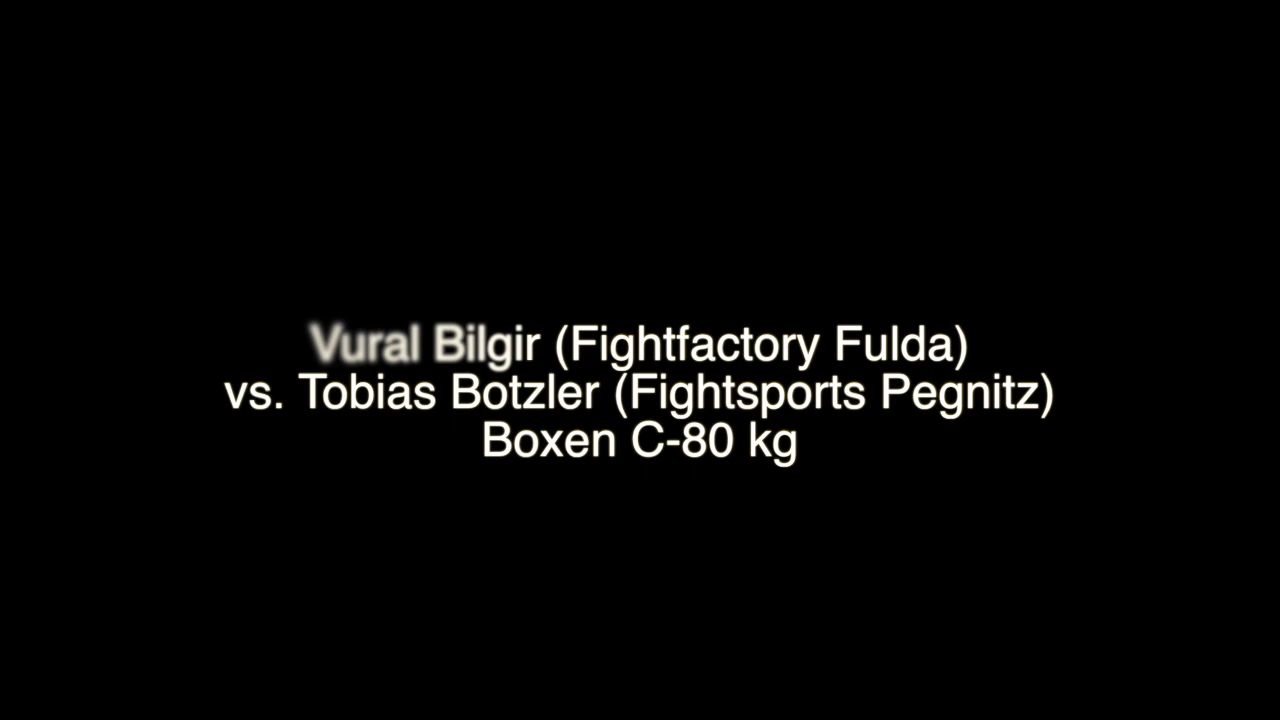 Vural Bilgir (Fightfactory Fulda)
vs. Tobias Botzler (Fightsports Pegnitz)
Boxen C-80 kg